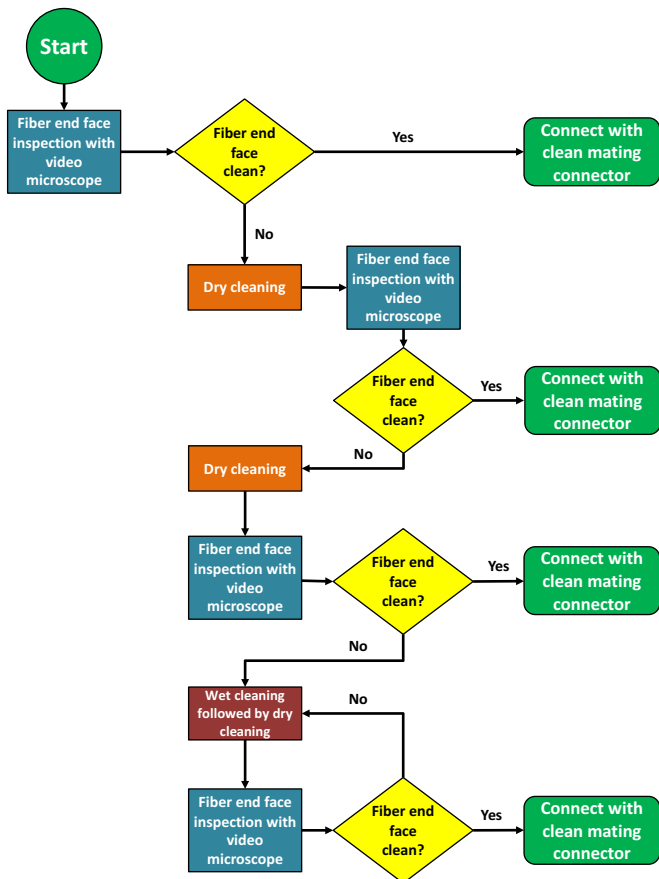 Start
Fiber end face
inspection with
video
microscope
Fiber end
face
clean?
Yes
Connect with
clean mating
connector
No
Dry cleaning
Fiber end face
inspection with
video
microscope
Fiber end
face
clean?
Yes
Connect with
clean mating
connector
No
Dry cleaning
Fiber end face
inspection with
video
microscope
Fiber end
face
clean?
Yes
Connect with
clean mating
connector
No
Wet cleaning
followed by dry
cleaning
No
Fiber end face
inspection with
video
microscope
Fiber end
face
clean?
Yes
Connect with
clean mating
connector